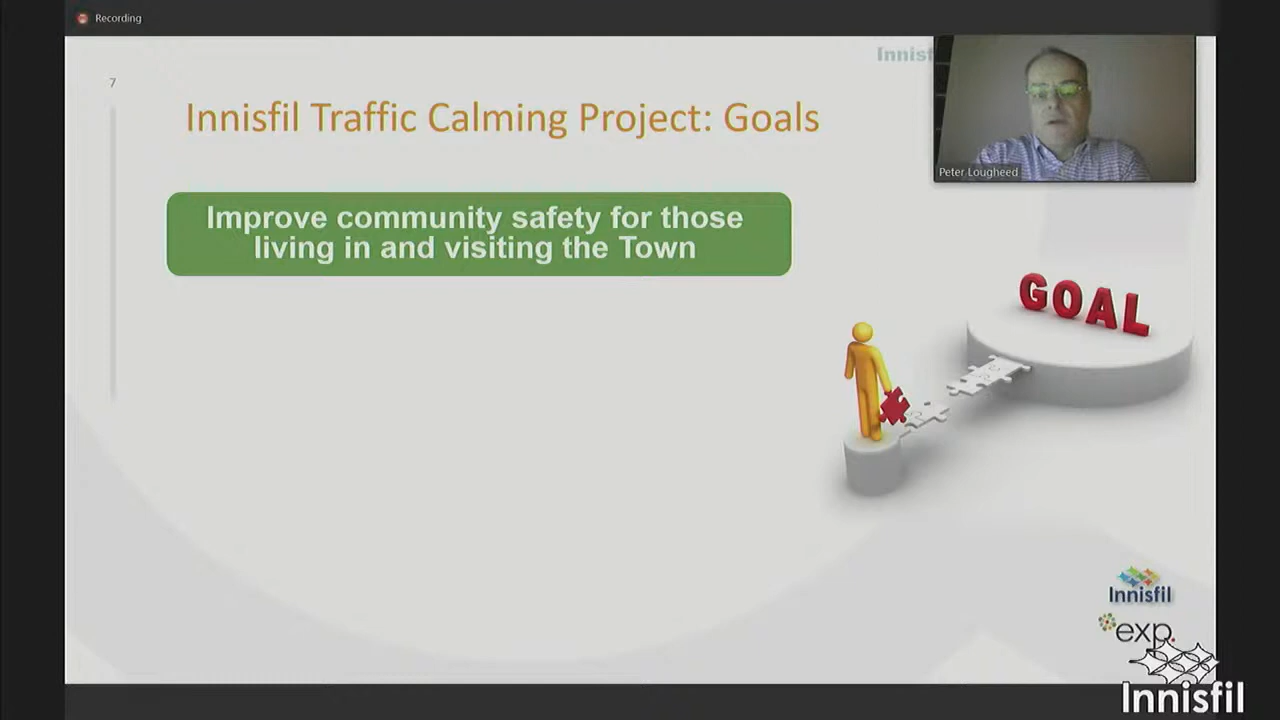 Recording
7
Innisf
Innisfil Traffic Calming Project: Goals
Peter Lougheed
Improve community safety for those
living in and visiting the Town
GOAL
Innisfil
exp.
Innisfil